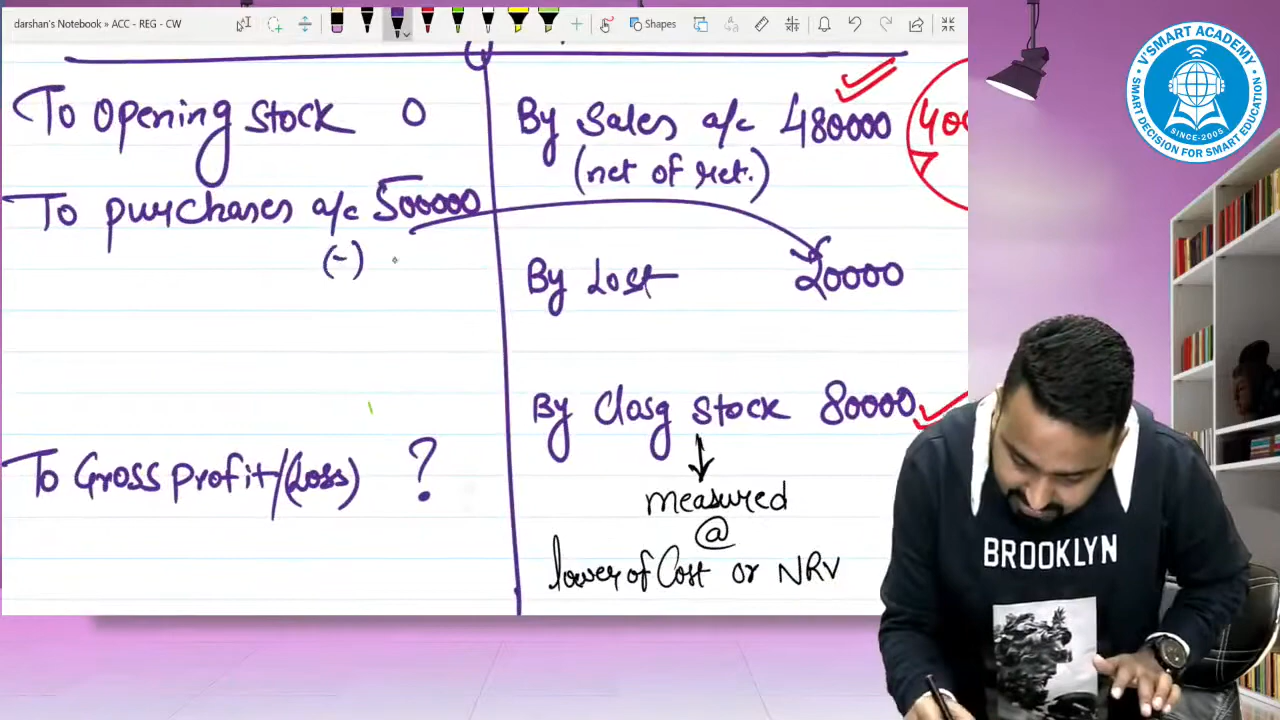 darshan's Notebook » ACC - REG - CW
Shapes
To Opening Stock 0
By Sales a/c 480000
(net of ret.)
To purchases a/c 500000
(-)
By Lost 20000
By Closg stock 80000
To Gross profit/(Loss) ?
measured
@
lower of Cost or NRV
V'SMART ACADEMY
SINCE-2005
SMART DECISION FOR SMART EDUCATION
BROOKLYN